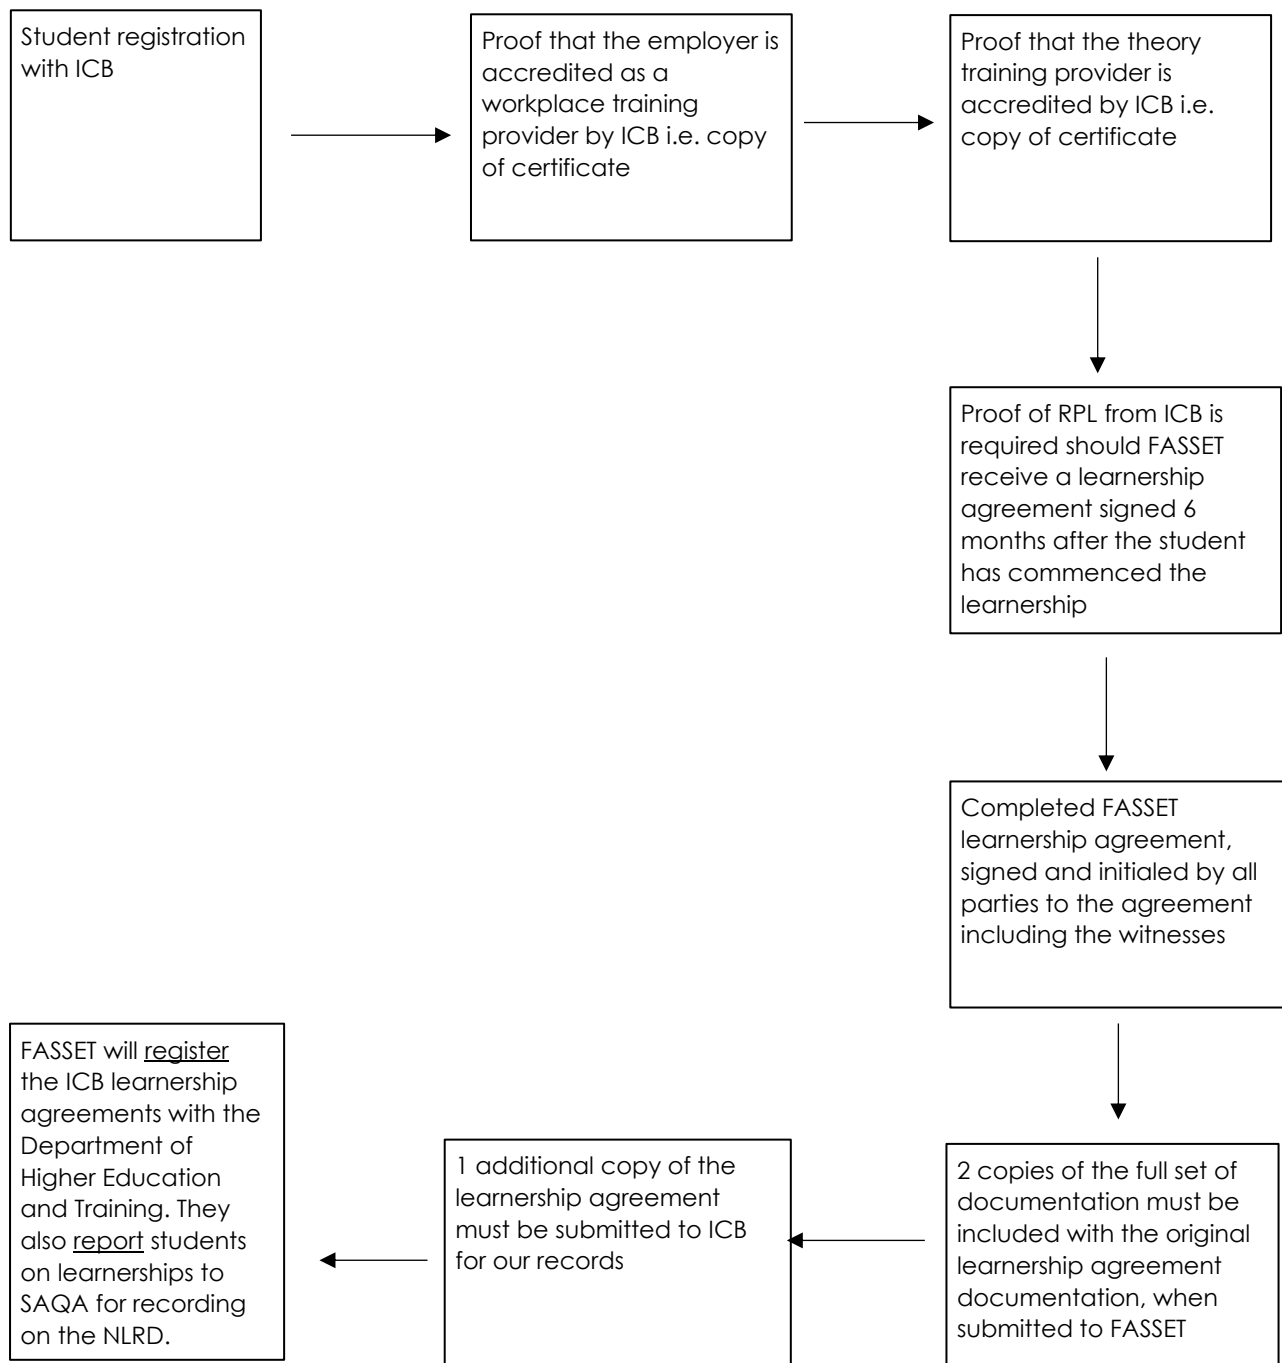 Student registration
with ICB
Proof that the employer is
accredited as a
workplace training
provider by ICB i.e. copy
of certificate
Proof that the theory
training provider is
accredited by ICB i.e.
copy of certificate
Proof of RPL from ICB is
required should FASSET
receive a learnership
agreement signed 6
months after the student
has commenced the
learnership
Completed FASSET
learnership agreement,
signed and initialed by all
parties to the agreement
including the witnesses
2 copies of the full set of
documentation must be
included with the original
learnership agreement
documentation, when
submitted to FASSET
1 additional copy of the
learnership agreement
must be submitted to ICB
for our records
FASSET will register
the ICB learnership
agreements with the
Department of
Higher Education
and Training. They
also report students
on learnerships to
SAQA for recording
on the NLRD.